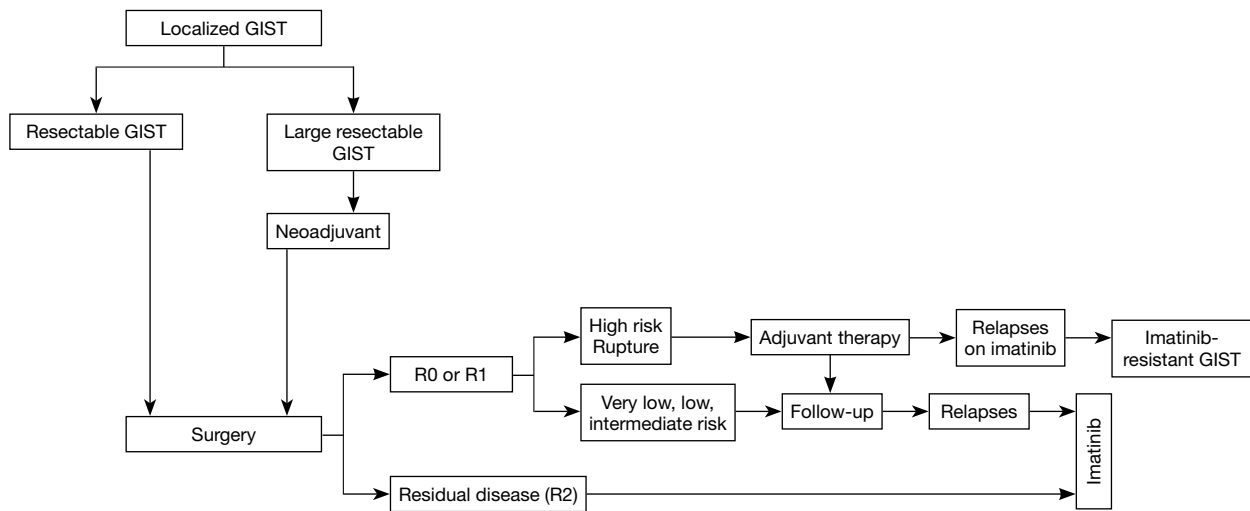 Localized GIST
Resectable GIST
Large resectable
GIST
Neoadjuvant
Surgery
R0 or R1
Residual disease (R2)
High risk
Rupture
Very low, low,
intermediate risk
Adjuvant therapy
Follow-up
Relapses
on imatinib
Relapses
Imatinib-
resistant GIST
Imatinib